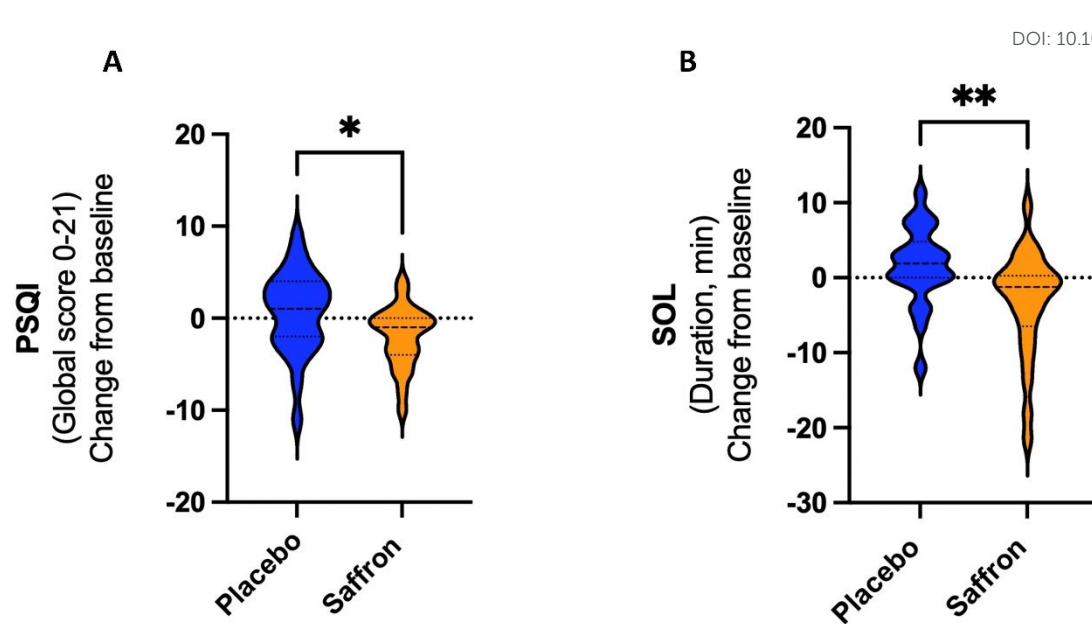 DOI: 10.10
A
PSQI
(Global score 0-21)
Change from baseline
20
10
0
-10
-20
*
Placebo
Saffron
B
SOL
(Duration, min)
Change from baseline
20
10
0
-10
-20
-30
**
Placebo
Saffron